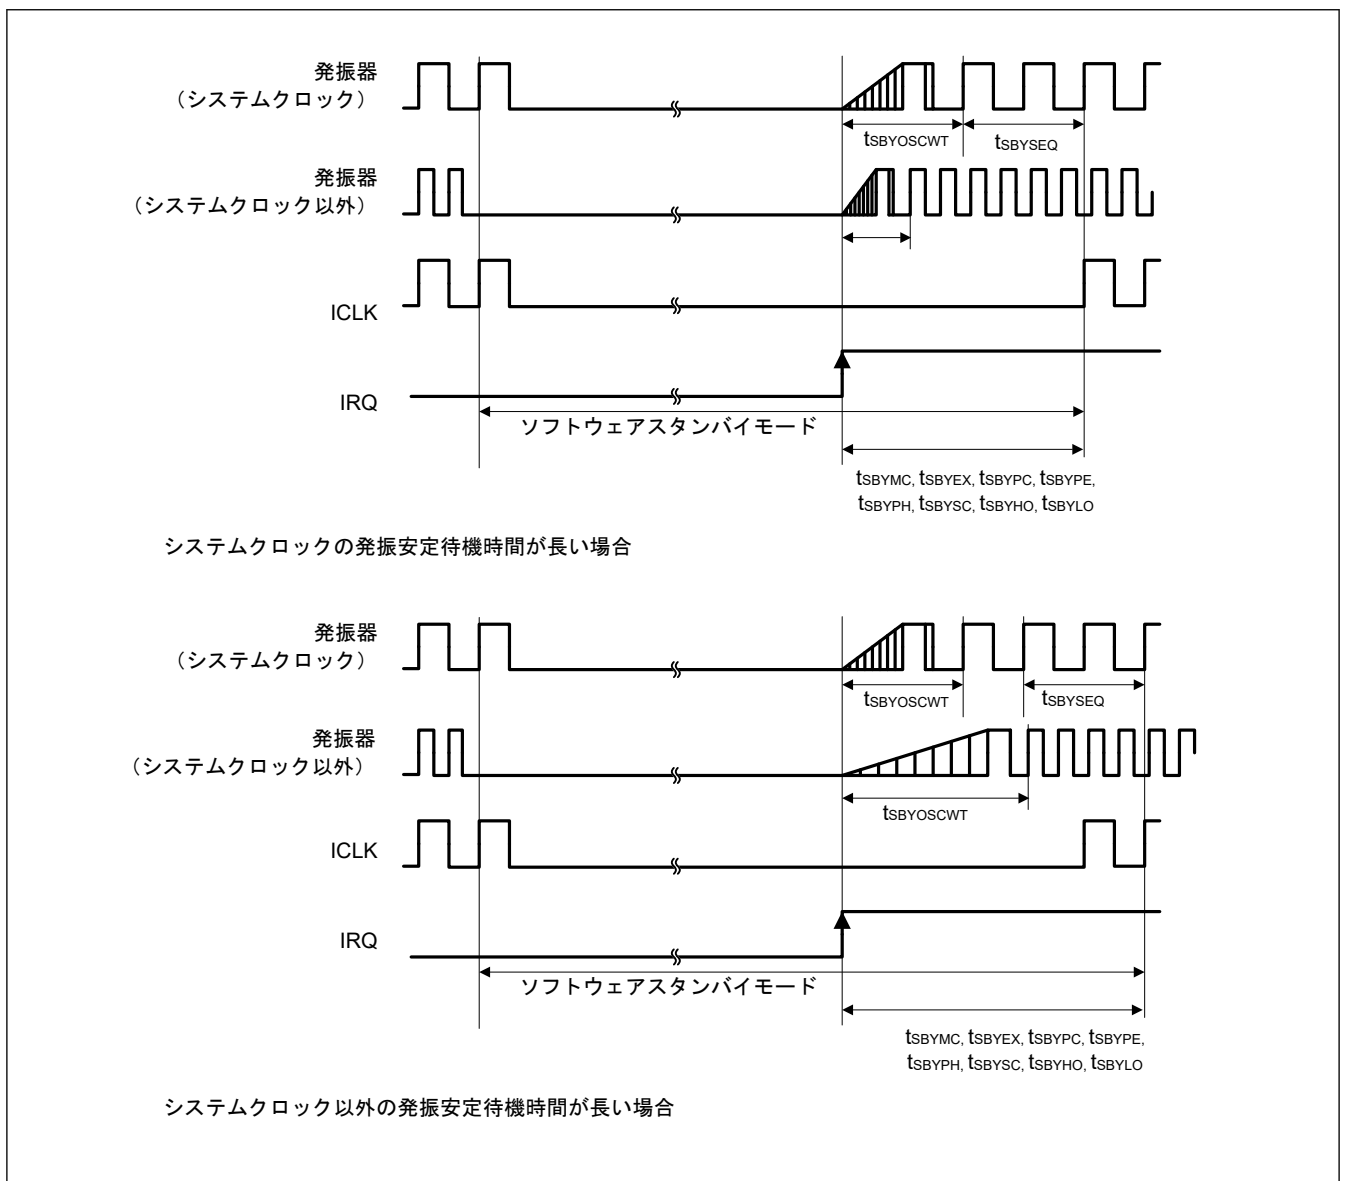 発振器
（システムクロック）
tSBYOSCWT
tSBYSEQ
発振器
（システムクロック以外）
ICLK
IRQ
ソフトウェアスタンバイモード
tSBYMC, tSBYEX, tSBYPC, tSBYPE,
tSBYPH, tSBYSC, tSBYHO, tSBYLO
システムクロックの発振安定待機時間が長い場合
発振器
（システムクロック）
tSBYOSCWT
tSBYSEQ
発振器
（システムクロック以外）
tSBYOSCWT
ICLK
IRQ
ソフトウェアスタンバイモード
tSBYMC, tSBYEX, tSBYPC, tSBYPE,
tSBYPH, tSBYSC, tSBYHO, tSBYLO
システムクロック以外の発振安定待機時間が長い場合